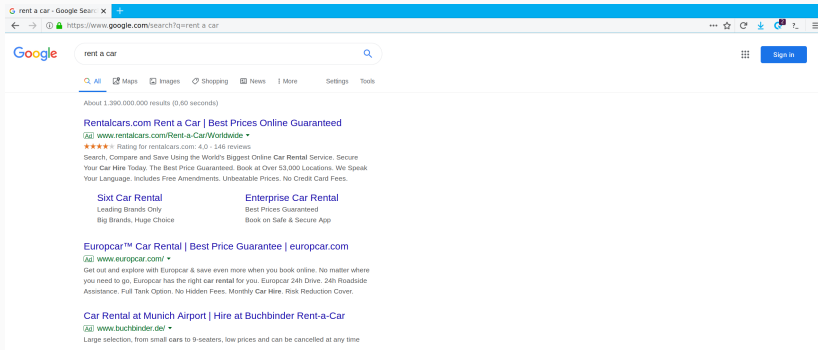 rent a car - Google Searc
https://www.google.com/search?q=rent a car
Google
rent a car
Sign in
All Maps Images Shopping News More Settings Tools
About 1.390.000.000 results (0,60 seconds)
Rentalcars.com Rent a Car | Best Prices Online Guaranteed
Ad www.rentalcars.com/Rent-a-Car/Worldwide
Rating for rentalcars.com: 4,0 - 146 reviews
Search, Compare and Save Using the World's Biggest Online Car Rental Service. Secure
Your Car Hire Today. The Best Price Guaranteed. Book at Over 53,000 Locations. We Speak
Your Language. Includes Free Amendments. Unbeatable Prices. No Credit Card Fees.
Sixt Car Rental
Leading Brands Only
Big Brands, Huge Choice
Enterprise Car Rental
Best Prices Guaranteed
Book on Safe & Secure App
Europcar™ Car Rental | Best Price Guarantee | europcar.com
Ad www.europcar.com/
Get out and explore with Europcar & save even more when you book online. No matter where
you need to go, Europcar has the right car rental for you. Europcar 24h Drive. 24h Roadside
Assistance. Full Tank Option. No Hidden Fees. Monthly Car Hire. Risk Reduction Cover.
Car Rental at Munich Airport | Hire at Buchbinder Rent-a-Car
Ad www.buchbinder.de/
Large selection, from small cars to 9-seaters, low prices and can be cancelled at any time